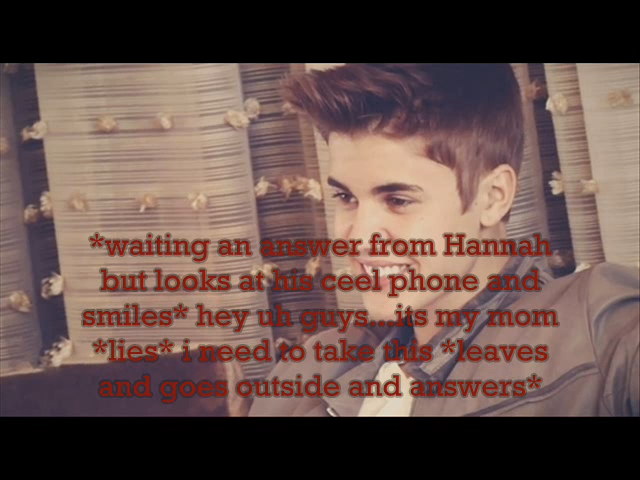 *waiting an answer from Hannah
but looks at his ceel phone and
smiles* hey uh guys...its my mom
*lies* i need to take this *leaves
and goes outside and answers*